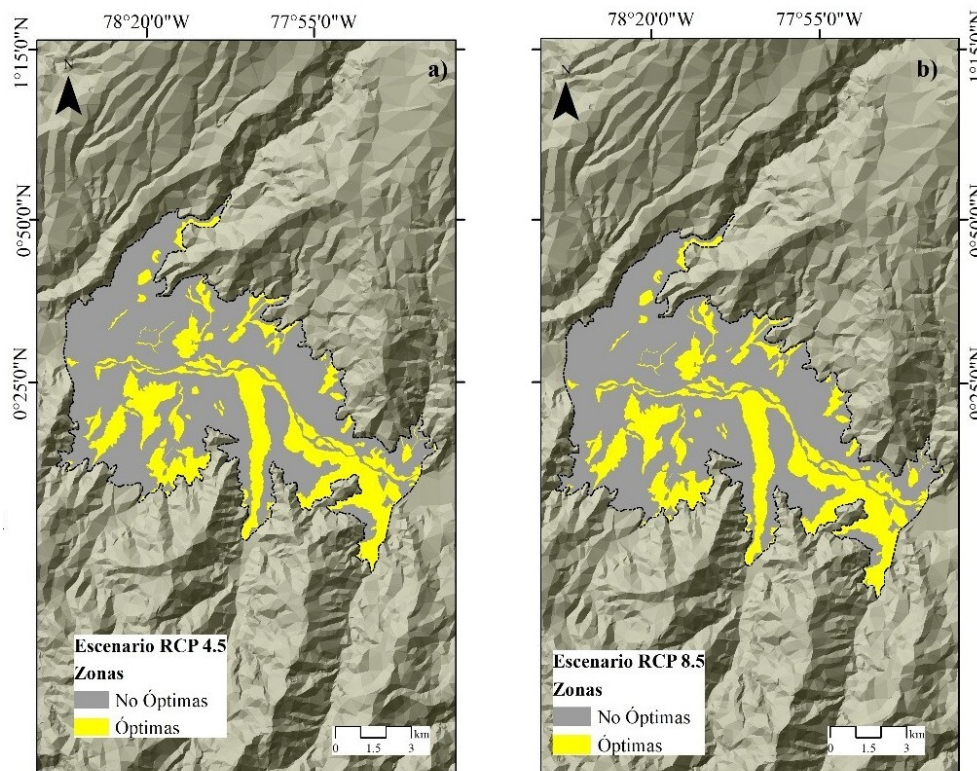 78°20'0"W 77°55'0"W
1°15'0"N
0°50'0"N
0°25'0"N
N
a)
Escenario RCP 4.5
Zonas
No Óptimas
Óptimas
km
0 1.5 3
78°20'0"W 77°55'0"W
1°15'0"N
0°50'0"N
0°25'0"N
N
b)
Escenario RCP 8.5
Zonas
No Óptimas
Óptimas
km
0 1.5 3